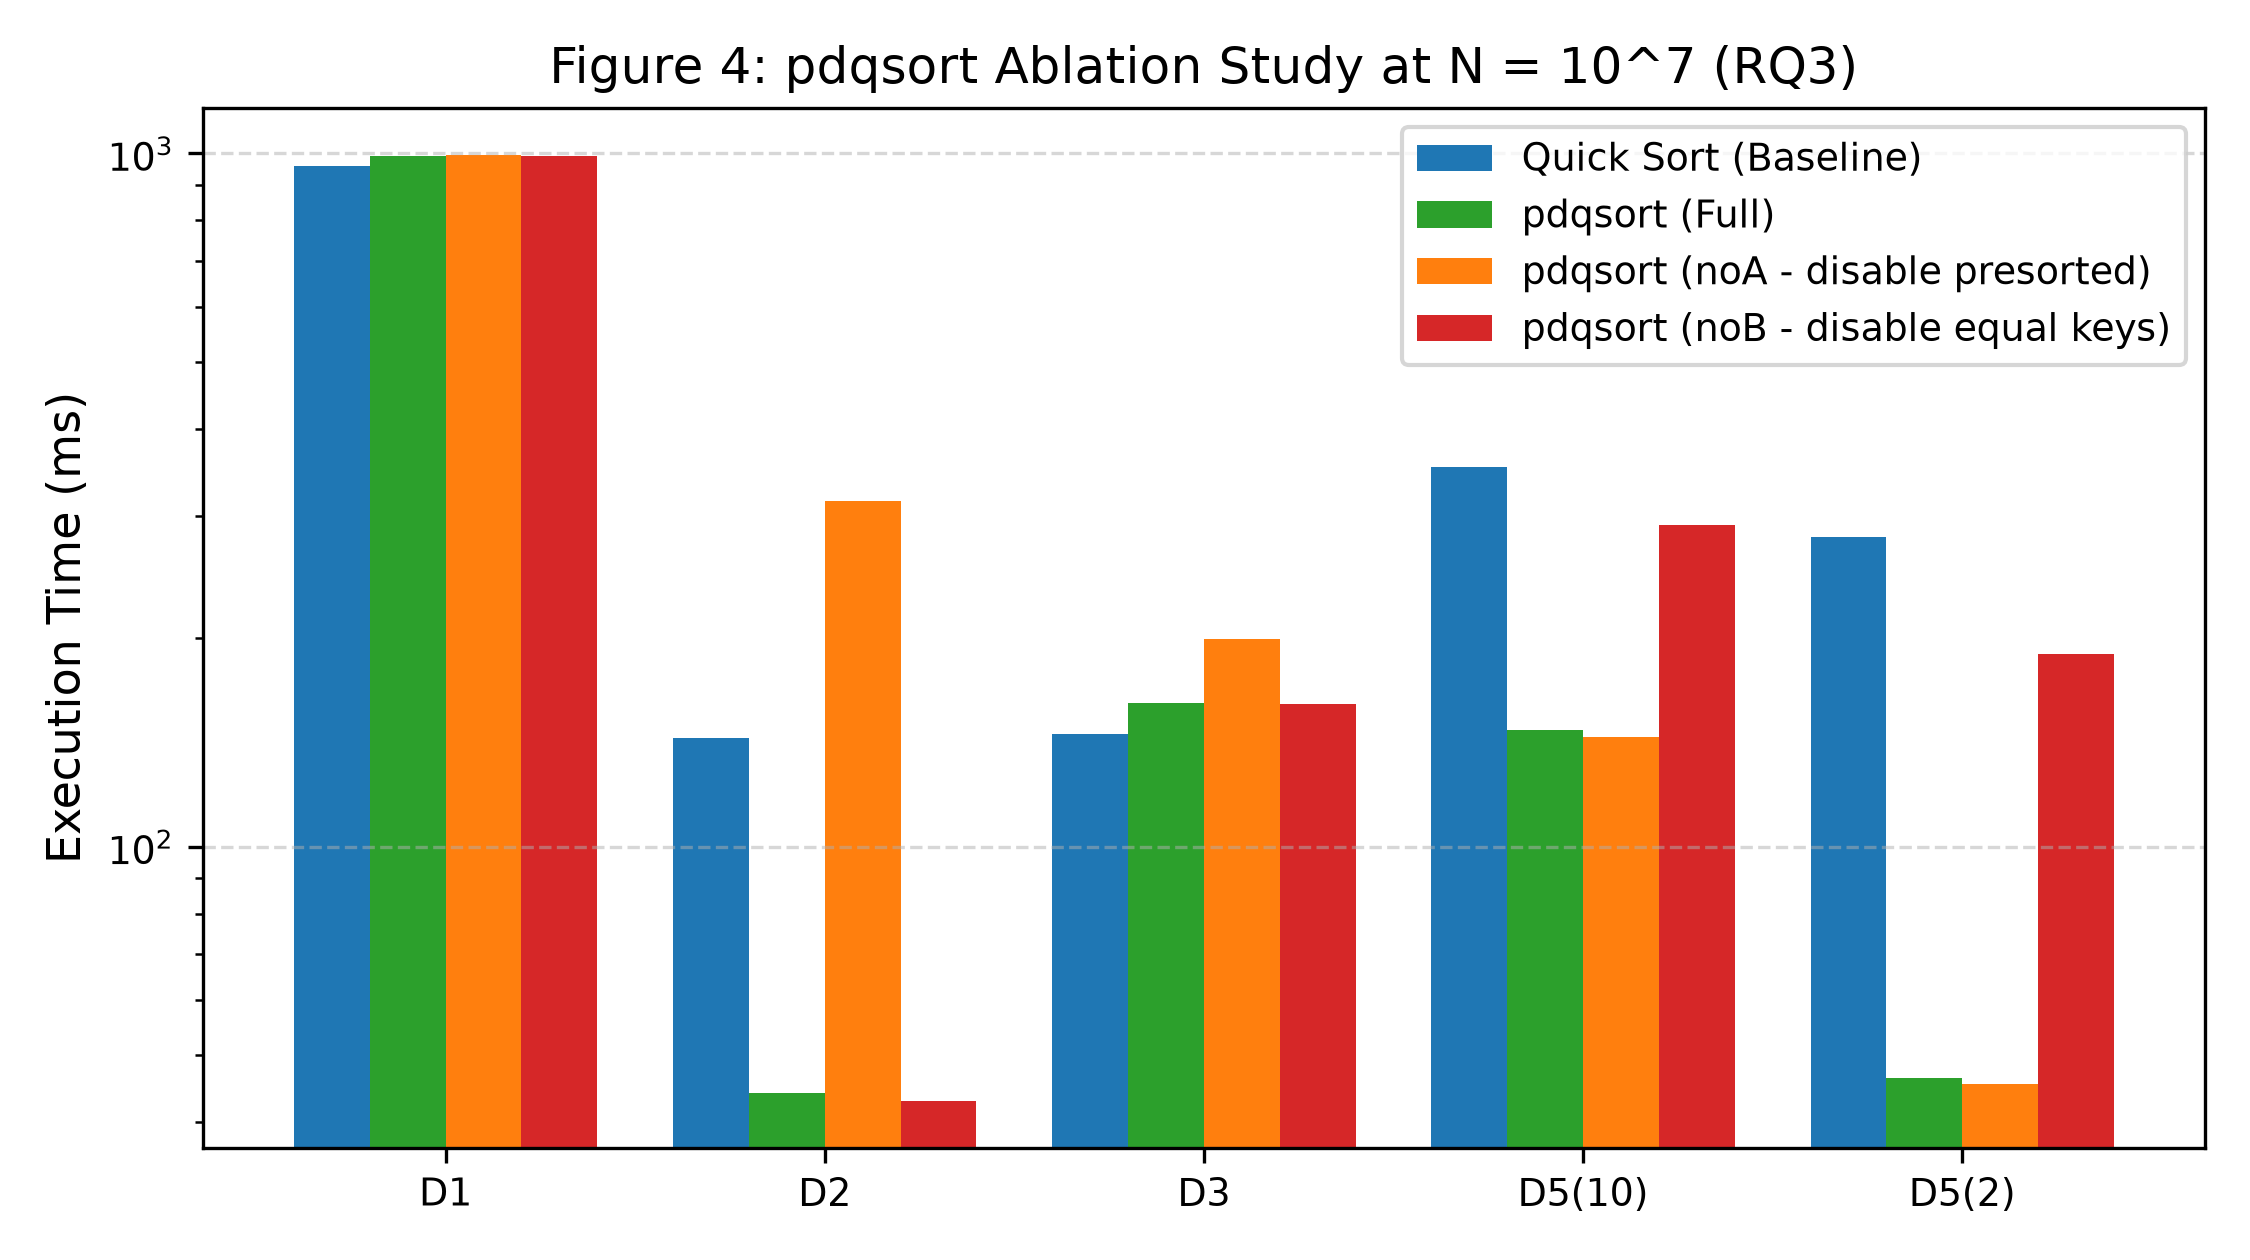 Figure 4: pdqsort Ablation Study at N = 10^7 (RQ3)
Execution Time (ms)
10³
10²
Quick Sort (Baseline)
pdqsort (Full)
pdqsort (noA - disable presorted)
pdqsort (noB - disable equal keys)
D1
D2
D3
D5(10)
D5(2)